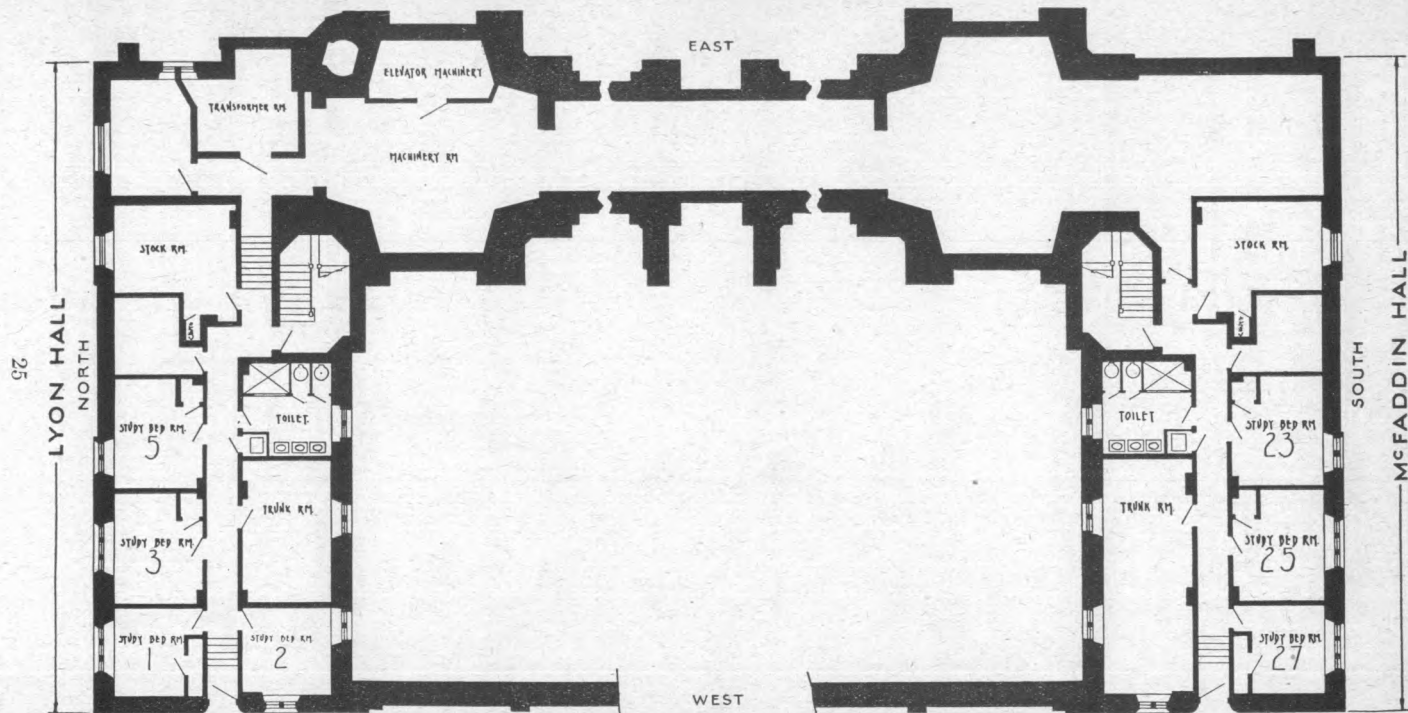 EAST
ELEVATOR MACHINERY
TRANSFORMER RM.
MACHINERY RM
LYON HALL
NORTH
25
STOCK RM.
CLOSET
STUDY BED RM.
5
TOILET
STUDY BED RM.
3
TRUNK RM.
STUDY BED RM.
1
STUDY BED RM
2
WEST
McFADDIN HALL
SOUTH
STOCK RM.
CLOSET
TOILET
STUDY BED RM
23
TRUNK RM.
STUDY BED RM.
25
STUDY BED RM
27